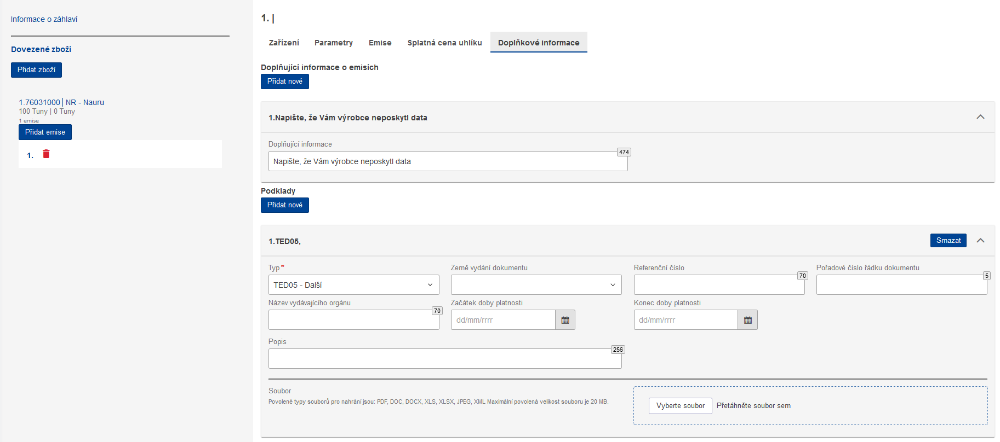 Informace o záhlaví
Dovezené zboží
Přidat zboží
1.76031000 | NR - Nauru
100 Tuny | 0 Tuny
1 emise
Přidat emise
1.
1. |
Zařízení Parametry Emise Splatná cena uhlíku Doplňkové informace
Doplňující informace o emisích
Přidat nové
1.Napište, že Vám výrobce neposkytl data
Doplňující informace
474
Napište, že Vám výrobce neposkytl data
Podklady
Přidat nové
1.TED05,
Smazat
Typ * Země vydání dokumentu Referenční číslo Pořadové číslo řádku dokumentu
70 5
TED05 - Další
Název vydávajícího orgánu Začátek doby platnosti Konec doby platnosti
70
dd/mm/rrrr dd/mm/rrrr
Popis
256
Soubor
Povolené typy souborů pro nahrání jsou: PDF, DOC, DOCX, XLS, XLSX, JPEG, XML Maximální povolená velikost souboru je 20 MB.
Vyberte soubor Přetáhněte soubor sem